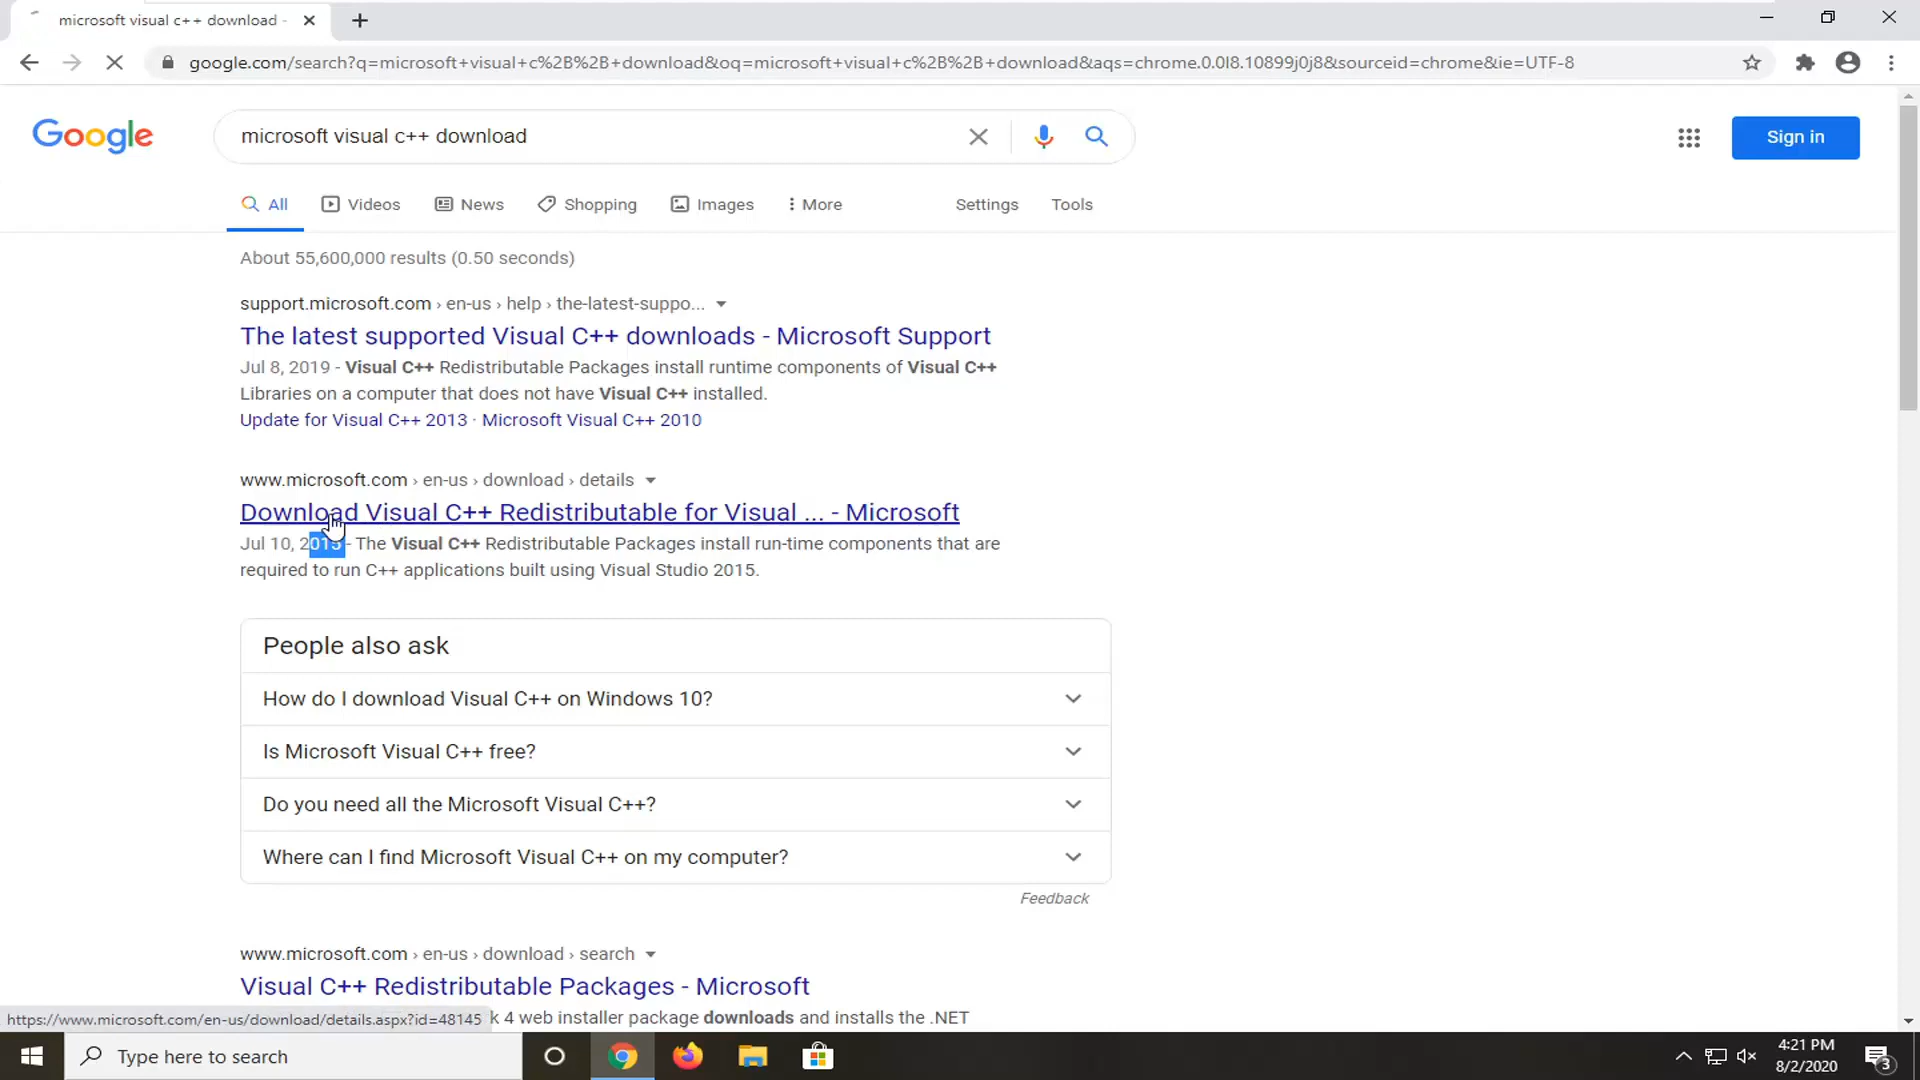 microsoft visual c++ download -
google.com/search?q=microsoft+visual+c%2B%2B+download&oq=microsoft+visual+c%2B%2B+download&aqs=chrome.0.0l8.10899j0j8&sourceid=chrome&ie=UTF-8
Google
microsoft visual c++ download
Sign in
All Videos News Shopping Images More Settings Tools
About 55,600,000 results (0.50 seconds)
support.microsoft.com › en-us › help › the-latest-suppo...
The latest supported Visual C++ downloads - Microsoft Support
Jul 8, 2019 - Visual C++ Redistributable Packages install runtime components of Visual C++
Libraries on a computer that does not have Visual C++ installed.
Update for Visual C++ 2013 · Microsoft Visual C++ 2010
www.microsoft.com › en-us › download › details
Download Visual C++ Redistributable for Visual ... - Microsoft
Jul 10, 2015 - The Visual C++ Redistributable Packages install run-time components that are
required to run C++ applications built using Visual Studio 2015.
People also ask
How do I download Visual C++ on Windows 10?
Is Microsoft Visual C++ free?
Do you need all the Microsoft Visual C++?
Where can I find Microsoft Visual C++ on my computer?
Feedback
www.microsoft.com › en-us › download › search
Visual C++ Redistributable Packages - Microsoft
https://www.microsoft.com/en-us/download/details.aspx?id=48145 k 4 web installer package downloads and installs the .NET
Type here to search
4:21 PM
8/2/2020
3